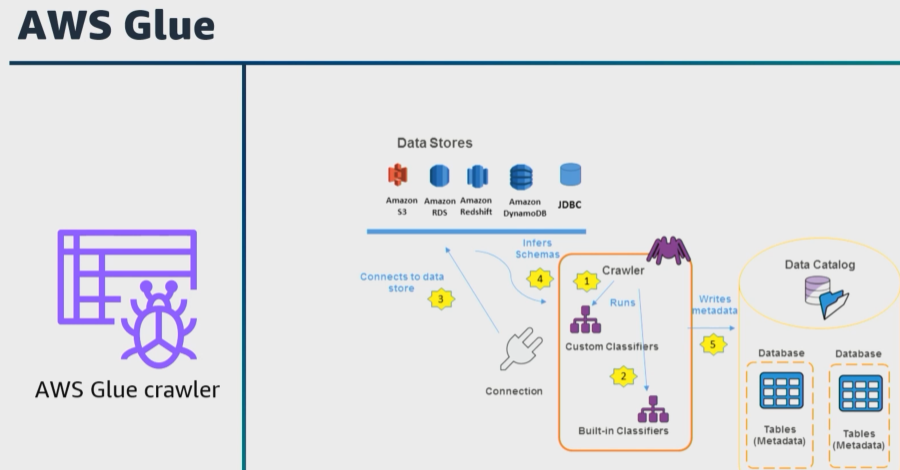 AWS Glue
AWS Glue crawler
Data Stores
Amazon
S3
Amazon
RDS
Amazon
Redshift
Amazon
DynamoDB
JDBC
Infers
Schemas
4
Connects to data
store
3
Connection
Crawler
1
Runs
Custom Classifiers
2
Built-in Classifiers
Writes
metadata
5
Data Catalog
Database
Tables
(Metadata)
Database
Tables
(Metadata)